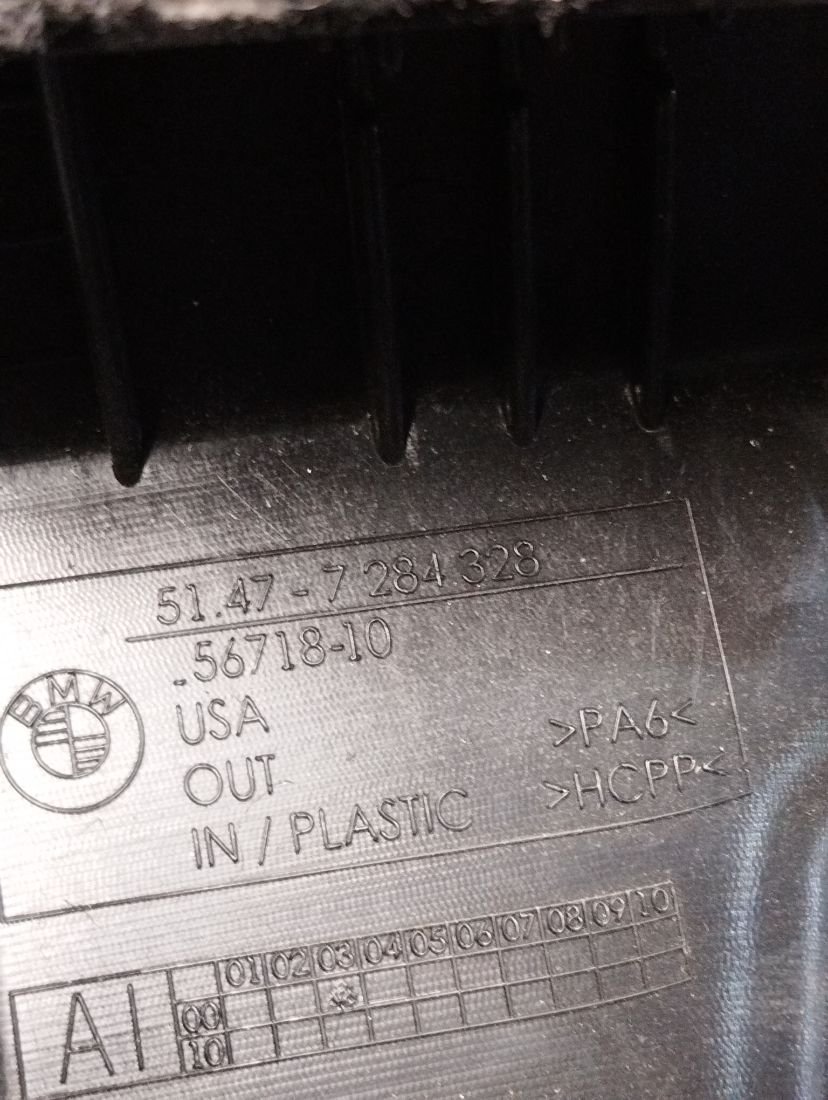 51.47 - 7 284 328
.56718-10
BMW
USA
>PA6<
OUT
>HCPP<
IN / PLASTIC
01 02 03 04 05 06 07 08 09 10
AI
00
10